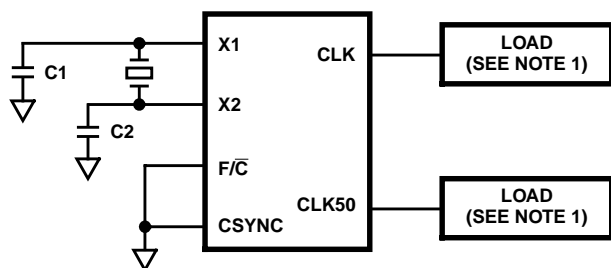 X1
CLK
LOAD
(SEE NOTE 1)
C1
X2
C2
F/C̅
CLK50
LOAD
(SEE NOTE 1)
CSYNC